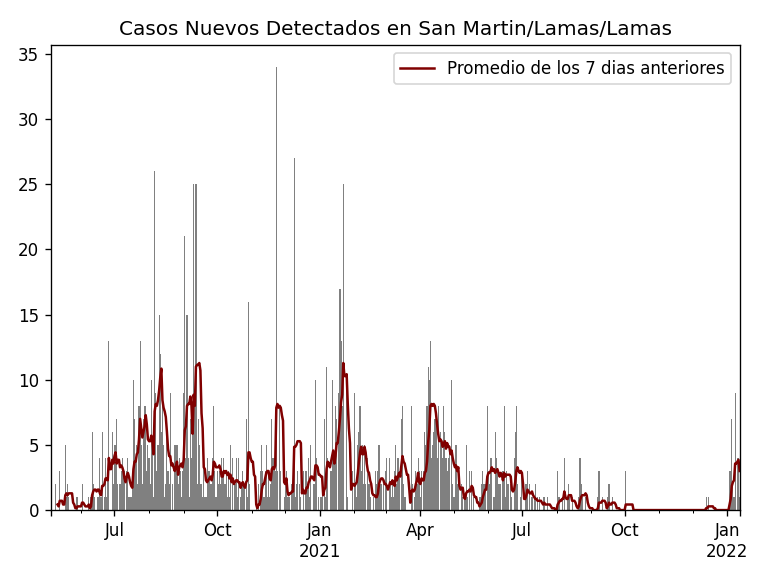 Casos Nuevos Detectados en San Martin/Lamas/Lamas
Promedio de los 7 dias anteriores
35
30
25
20
15
10
5
0
Jul
Oct
Jan
2021
Apr
Jul
Oct
Jan
2022